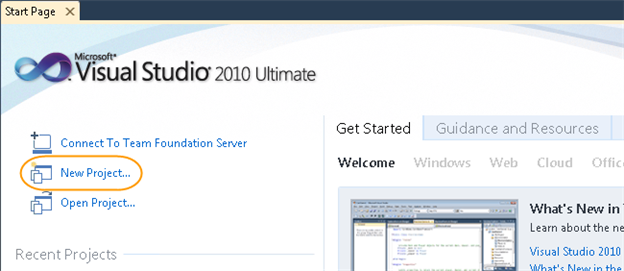 Start Page
Microsoft®
Visual Studio® 2010 Ultimate
Connect To Team Foundation Server
New Project...
Open Project...
Recent Projects
Get Started
Guidance and Resources
Welcome Windows Web Cloud Office
What's New in
Learn about the ne
Visual Studio 2010
What's New in the